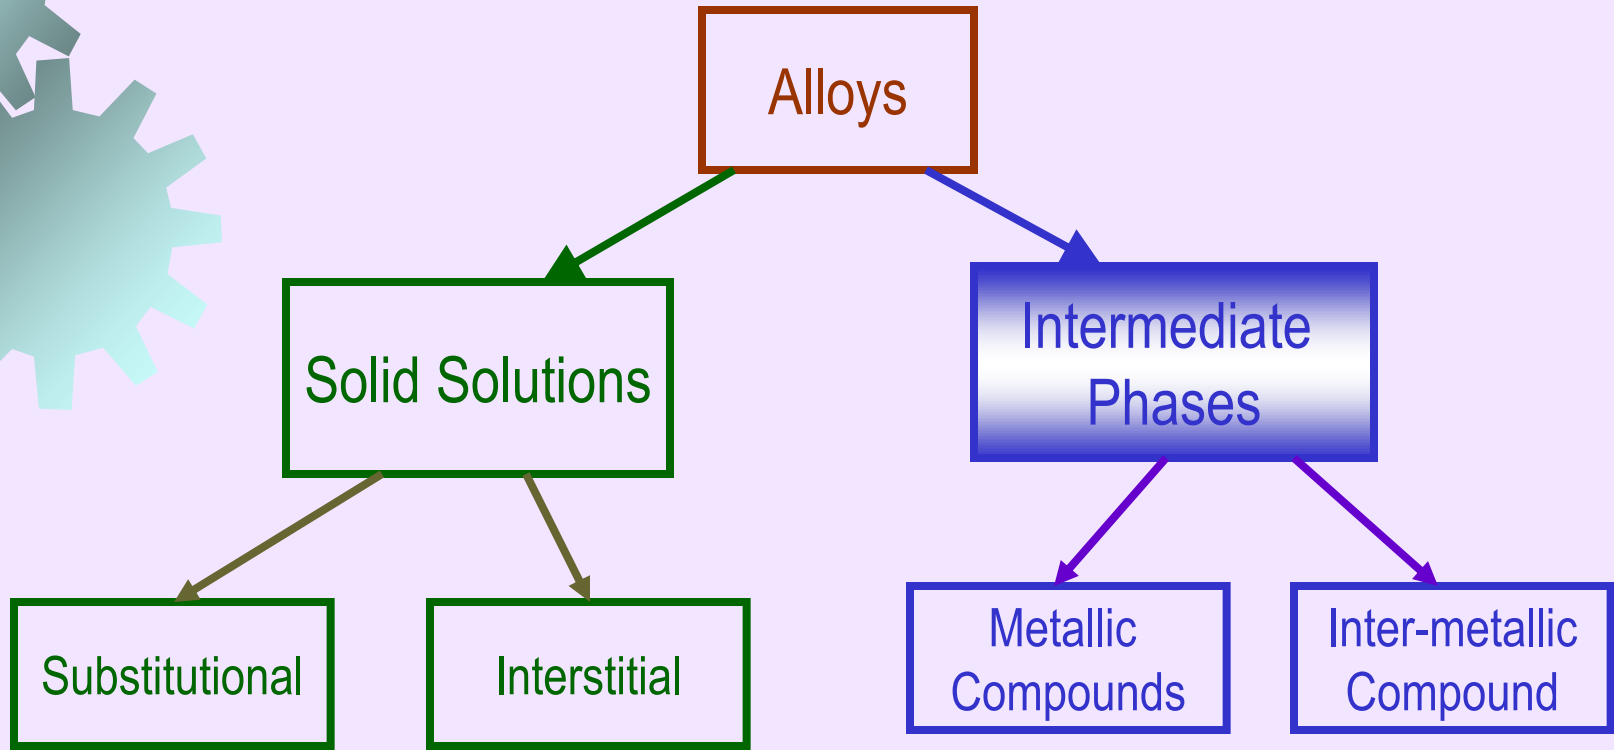 Alloys
Solid Solutions
Intermediate
Phases
Substitutional
Interstitial
Metallic
Compounds
Inter-metallic
Compound